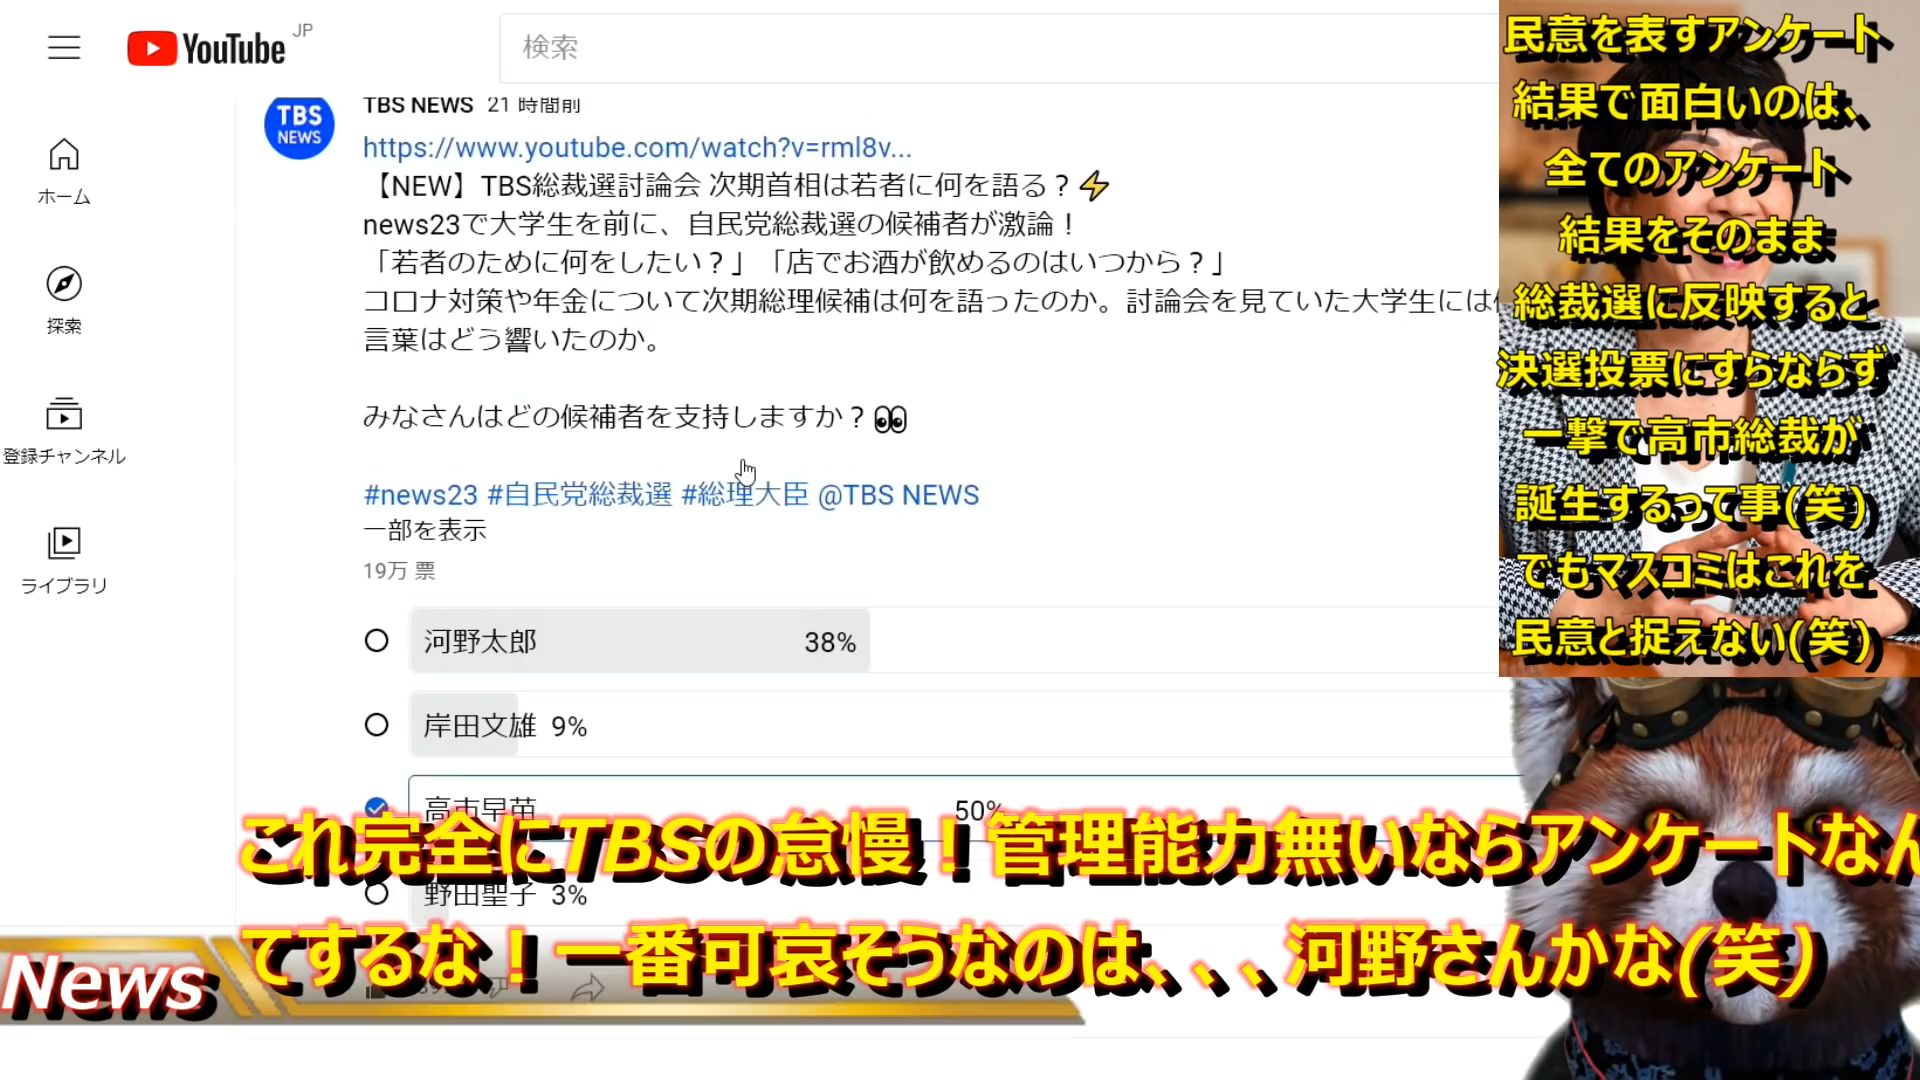 YouTube JP
検索
ホーム
探索
登録チャンネル
ライブラリ
TBS NEWS
TBS NEWS 21 時間前
https://www.youtube.com/watch?v=rml8v...
【NEW】TBS総裁選討論会 次期首相は若者に何を語る？⚡
news23で大学生を前に、自民党総裁選の候補者が激論！
「若者のために何をしたい？」「店でお酒が飲めるのはいつから？」
コロナ対策や年金について次期総理候補は何を語ったのか。討論会を見ていた大学生には
言葉はどう響いたのか。
みなさんはどの候補者を支持しますか？👀
#news23 #自民党総裁選 #総理大臣 @TBS NEWS
一部を表示
19万 票
河野太郎 38%
岸田文雄 9%
高市早苗 50%
野田聖子 3%
民意を表すアンケート
結果で面白いのは、
全てのアンケート
結果をそのまま
総裁選に反映すると
決選投票にすらならず
一撃で高市総裁が
誕生するって事(笑)
でもマスコミはこれを
民意と捉えない(笑)
これ完全にTBSの怠慢！管理能力無いならアンケートなん
てするな！一番可哀そうなのは、、、河野さんかな(笑)
News